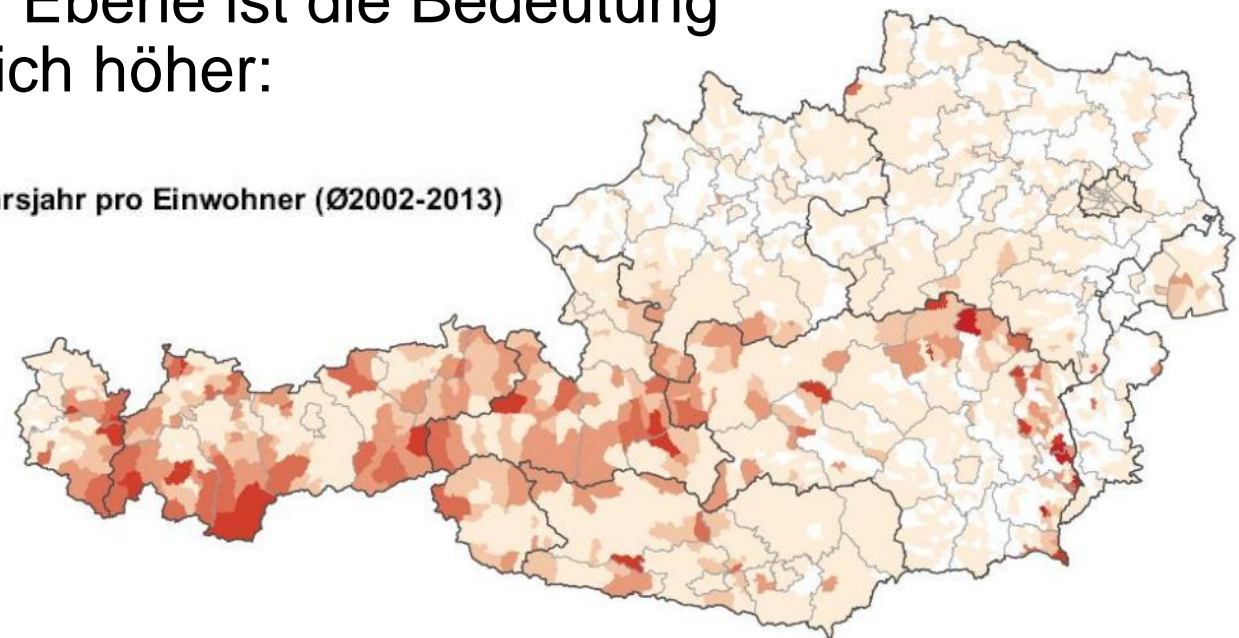 Ebene ist die Bedeutung
ich höher:
rsjahr pro Einwohner (Ø2002-2013)